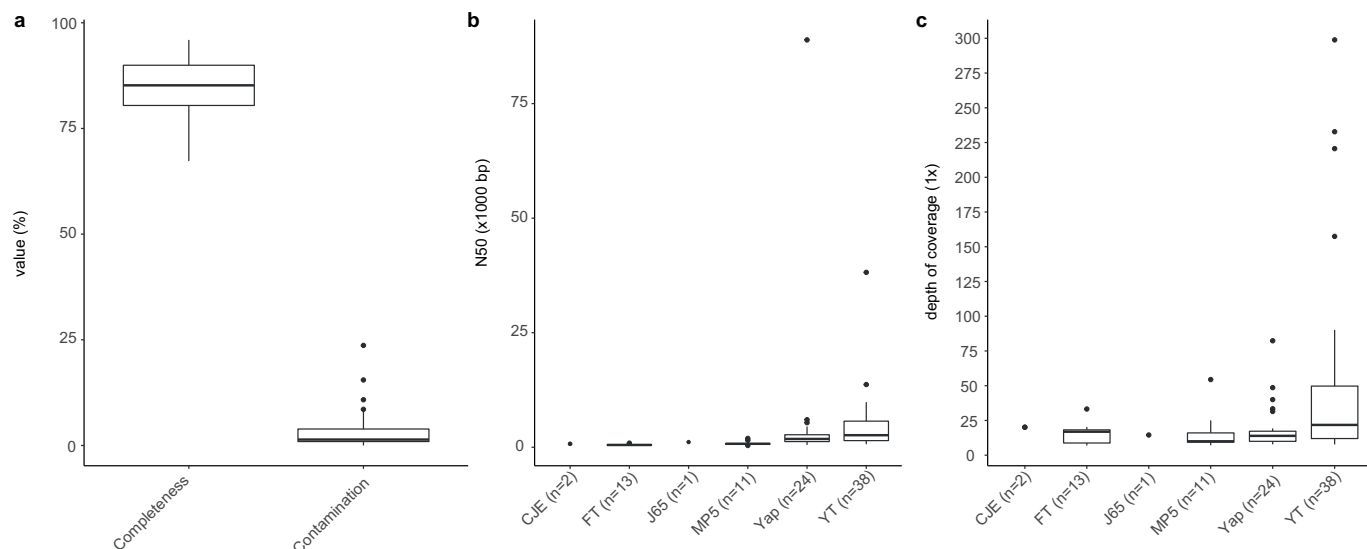 a
value (%)
100
75
50
25
0
Completeness
Contamination
b
N50 (x1000 bp)
75
50
25
0
CJE (n=2)
FT (n=13)
J65 (n=1)
MP5 (n=11)
Yap (n=24)
YT (n=38)
c
depth of coverage (1x)
300
275
250
225
200
175
150
125
100
75
50
25
0
CJE (n=2)
FT (n=13)
J65 (n=1)
MP5 (n=11)
Yap (n=24)
YT (n=38)